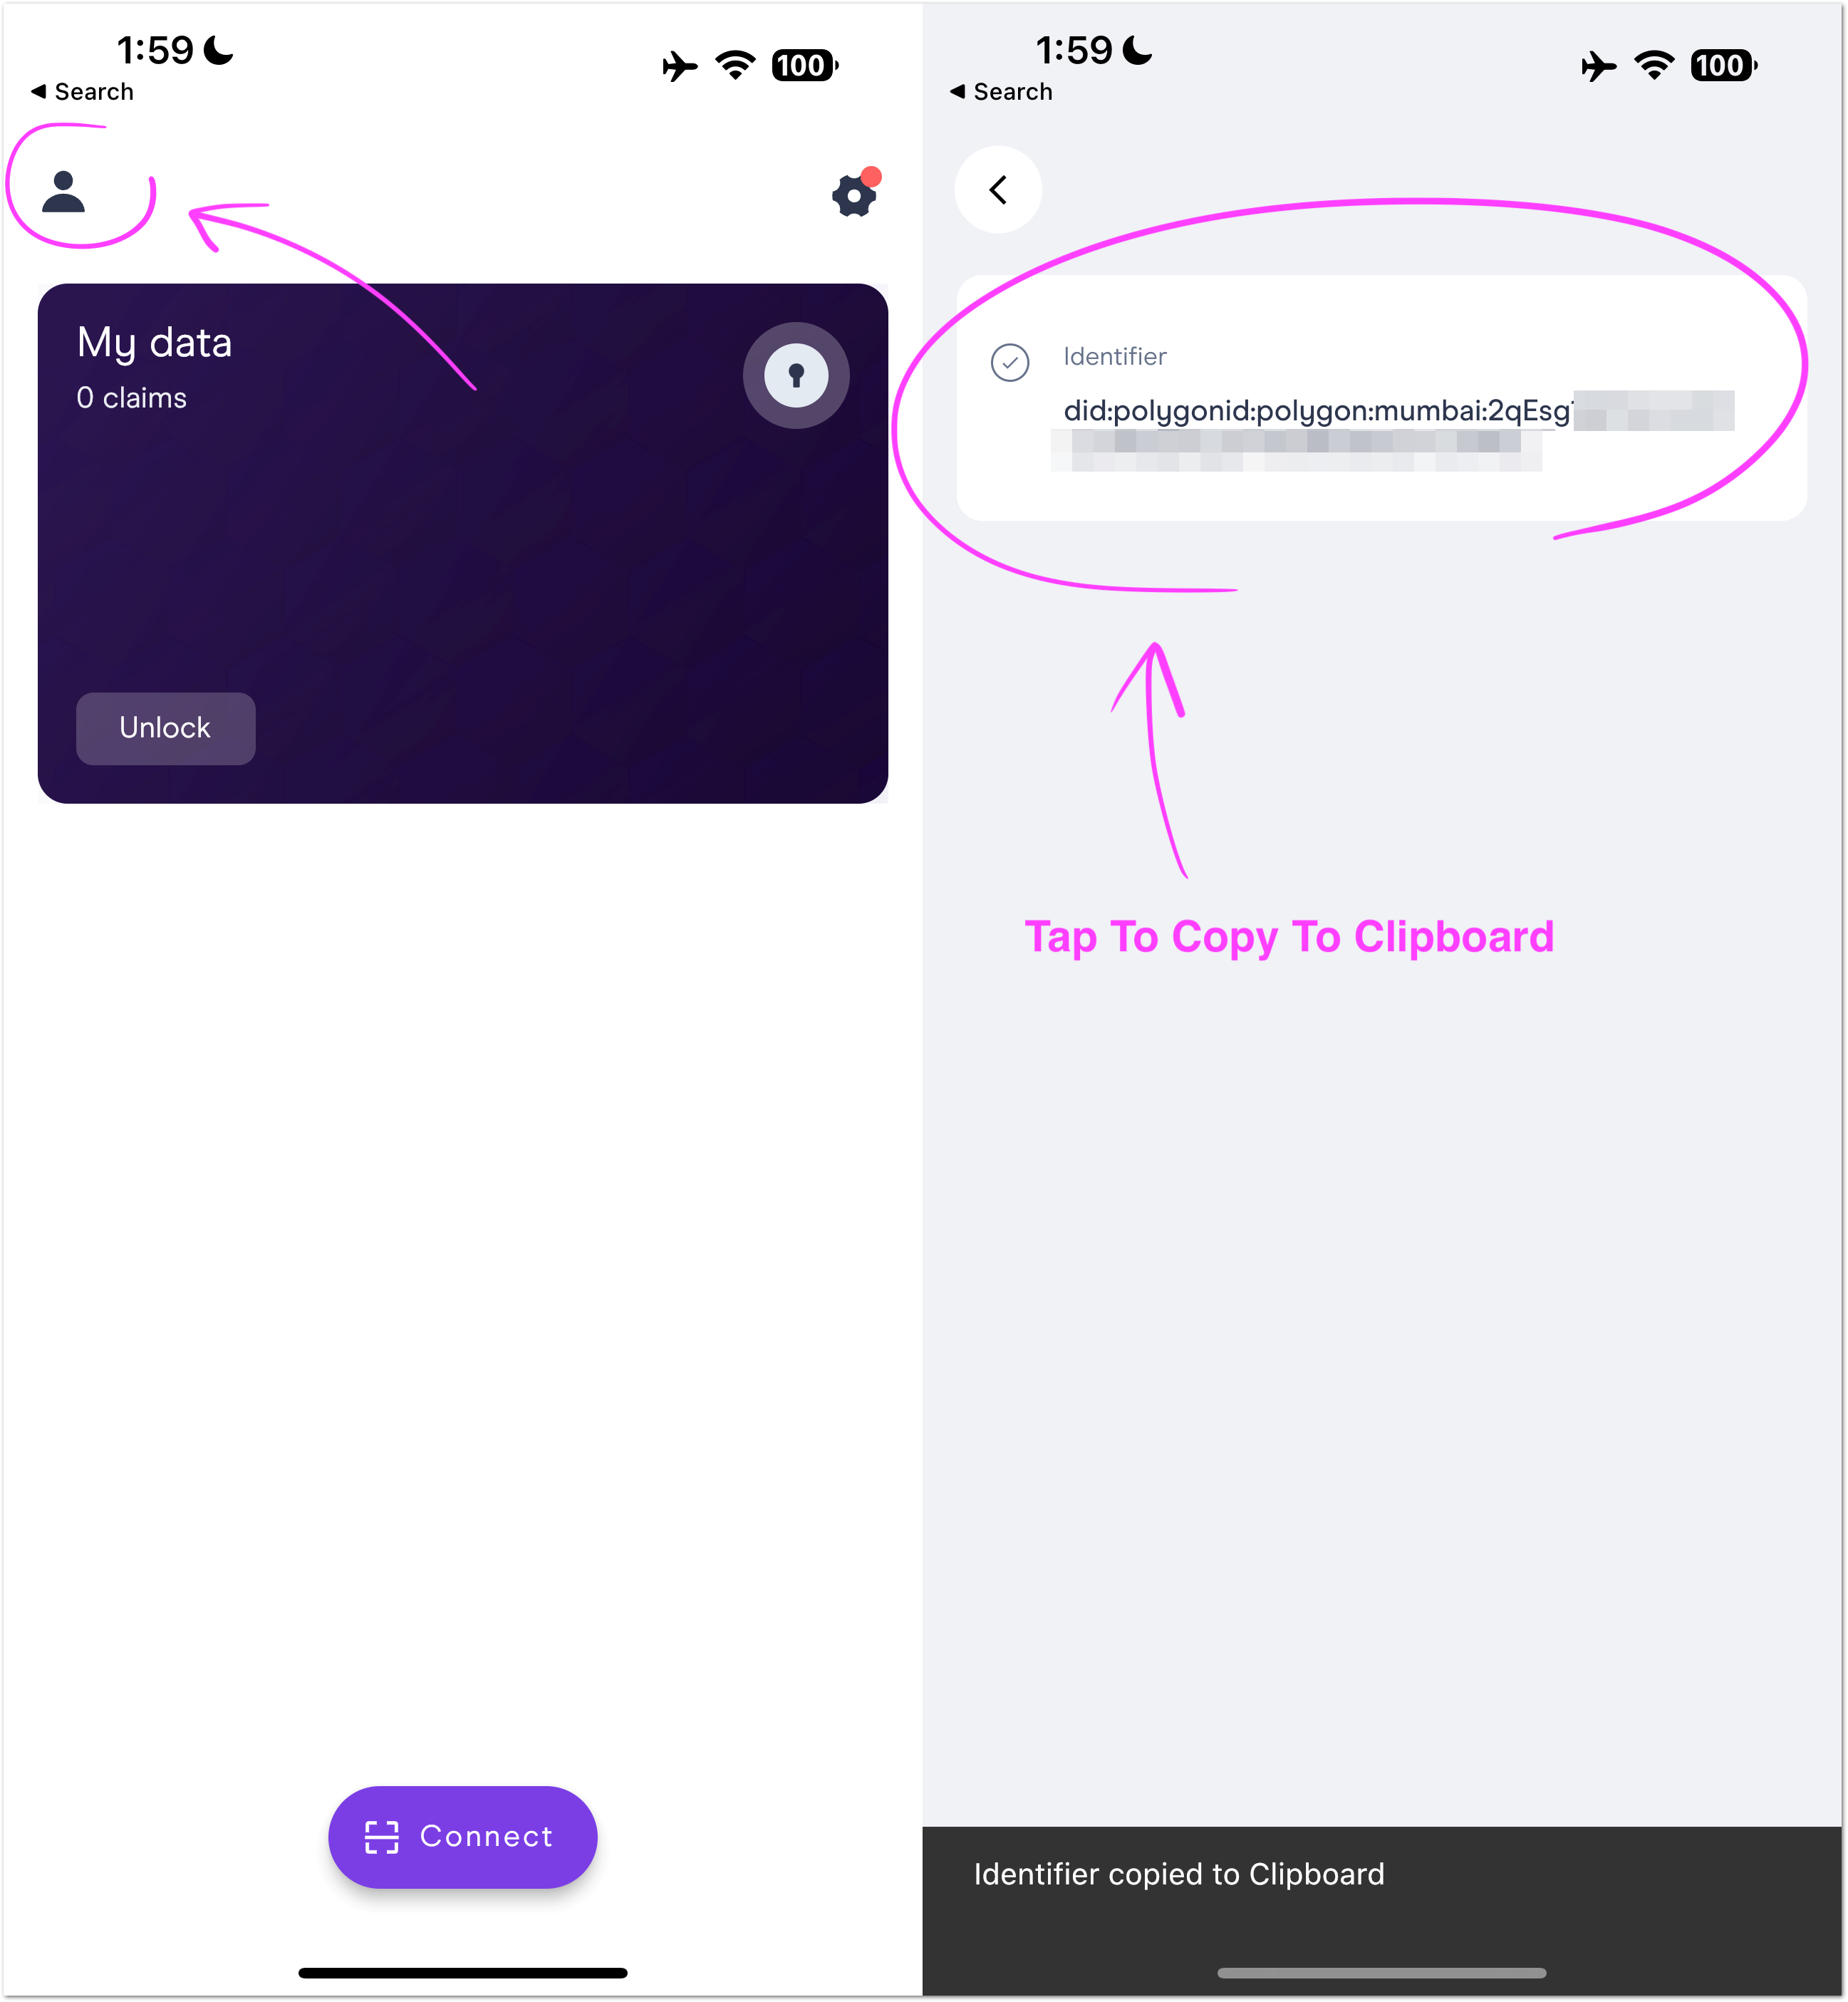 1:59
100
Search
My data
0 claims
Unlock
Connect
1:59
100
Search
Identifier
did:polygonid:polygon:mumbai:2qEsg
Tap To Copy To Clipboard
Identifier copied to Clipboard